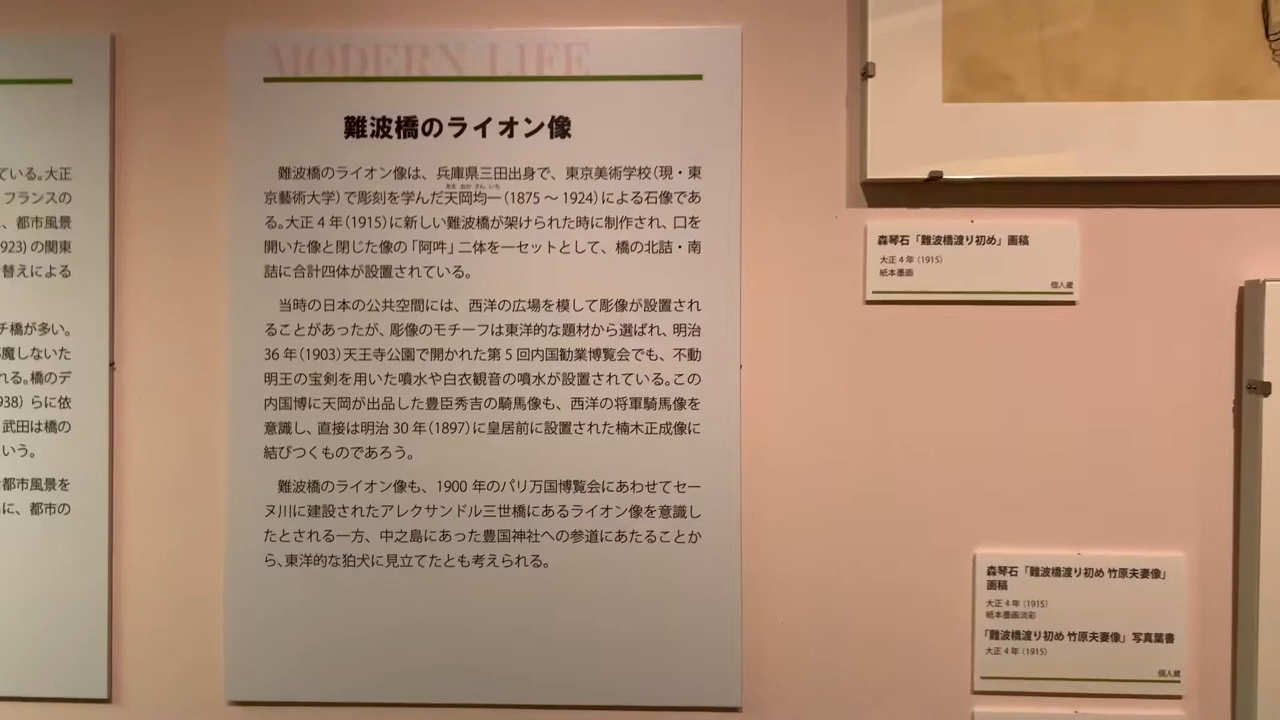 ている。大正
フランスの
、都市風景
923) の関東
替えによる
チ橋が多い。
魔しないた
れる。橋のデ
938) らに依
武田は橋の
いう。
都市風景を
に、都市の
MODERN LIFE
難波橋のライオン像
難波橋のライオン像は、兵庫県三田出身で、東京美術学校（現・東
京藝術大学）で彫刻を学んだ天岡均一（1875 ～ 1924）による石像であ
る。大正 4 年（1915）に新しい難波橋が架けられた時に制作され、口を
開いた像と閉じた像の「阿吽」二体を一セットとして、橋の北詰・南
詰に合計四体が設置されている。
当時の日本の公共空間には、西洋の広場を模して彫像が設置され
ることがあったが、彫像のモチーフは東洋的な題材から選ばれ、明治
36 年（1903）天王寺公園で開かれた第 5 回内国勧業博覧会でも、不動
明王の宝剣を用いた噴水や白衣観音の噴水が設置されている。この
内国博に天岡が出品した豊臣秀吉の騎馬像も、西洋の将軍騎馬像を
意識し、直接は明治 30 年（1897）に皇居前に設置された楠木正成像に
結びつくものであろう。
難波橋のライオン像も、1900 年のパリ万国博覧会にあわせてセー
ヌ川に建設されたアレクサンドル三世橋にあるライオン像を意識し
たとされる一方、中之島にあった豊国神社への参道にあたることか
ら、東洋的な狛犬に見立てたとも考えられる。
森琴石「難波橋渡り初め」画稿
大正 4 年（1915）
紙本墨画
個人蔵
森琴石「難波橋渡り初め 竹原夫妻像」
画稿
大正 4 年（1915）
紙本墨画淡彩
「難波橋渡り初め 竹原夫妻像」写真葉書
大正 4 年（1915）
個人蔵